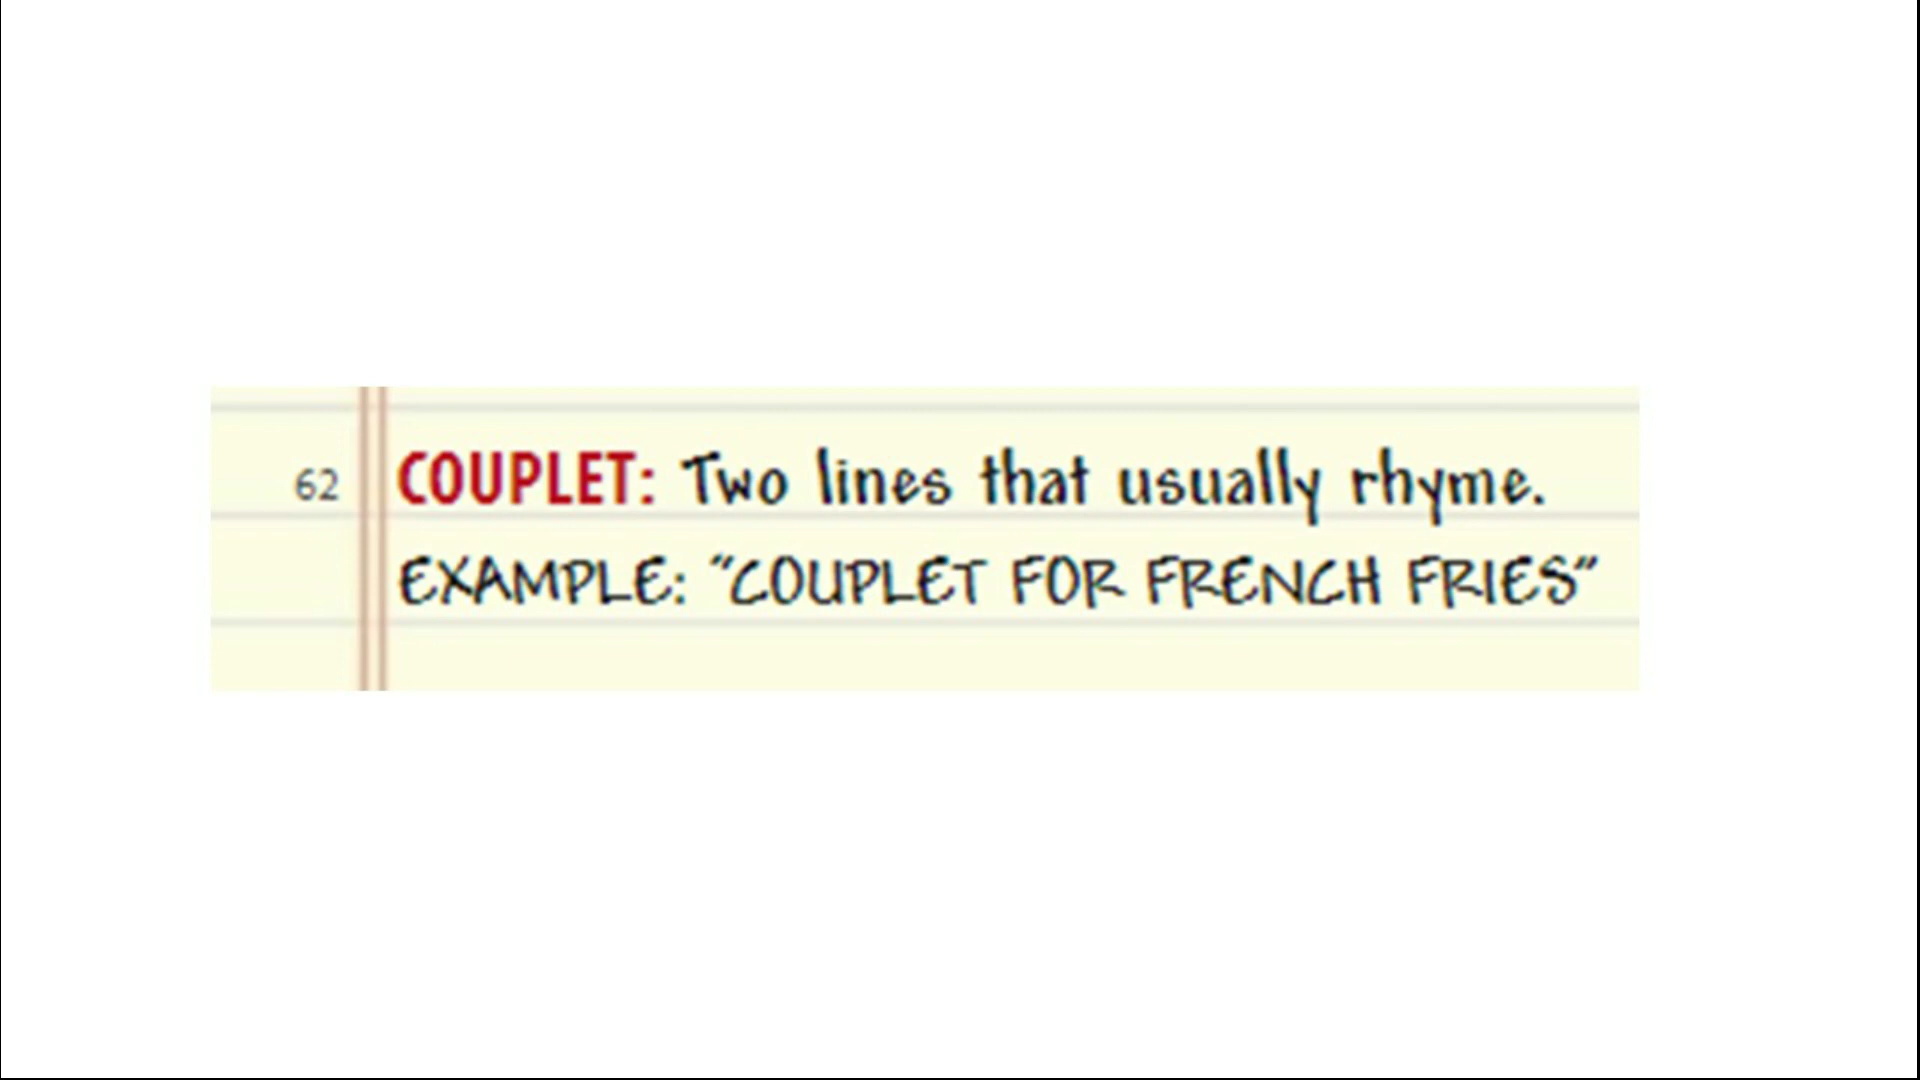 62 COUPLET: Two lines that usually rhyme.
EXAMPLE: "COUPLET FOR FRENCH FRIES"